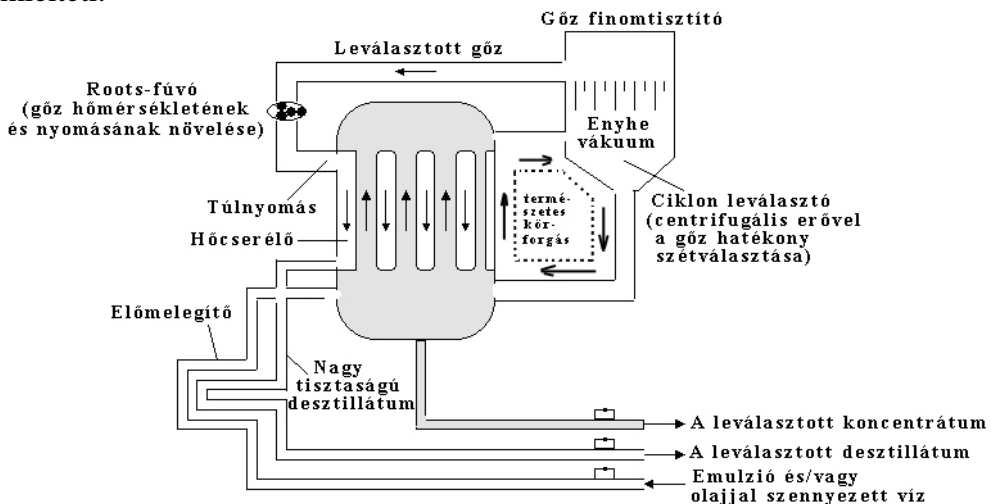 Gőz finomtisztító
Leválasztott gőz
Roots-fúvó
(gőz hőmérsékletének
és nyomásának növelése)
Enyhe
vákuum
Túlnyomás
Hőcserélő
termé-
szetes
kör-
forgás
Ciklon leválasztó
(centrifugális erővel
a gőz hatékony
szétválasztása)
Előmelegítő
Nagy
tisztaságú
desztillátum
A leválasztott koncentrátum
A leválasztott desztillátum
Emulzió és/vagy
olajjal szennyezett víz